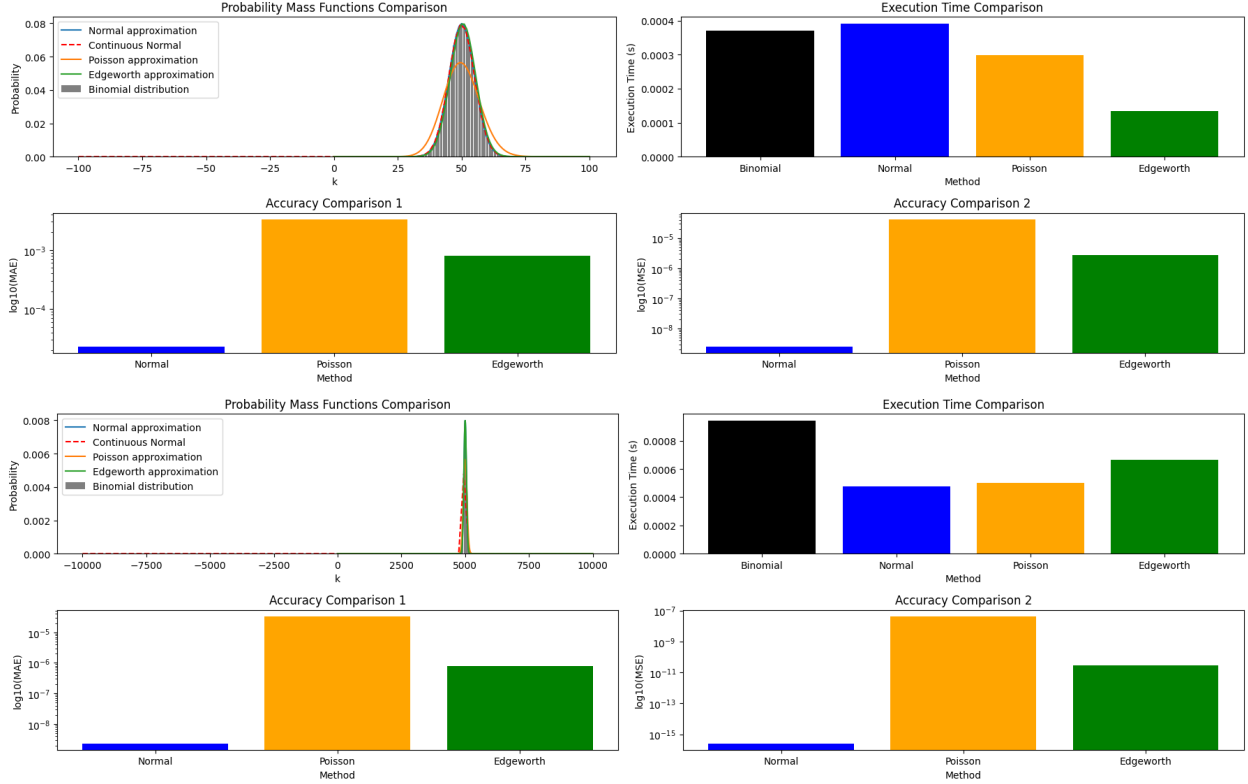 Probability Mass Functions Comparison
Probability
0.08
0.06
0.04
0.02
0.00
Normal approximation
Continuous Normal
Poisson approximation
Edgeworth approximation
Binomial distribution
−100 −75 −50 −25 0 25 50 75 100
k
Execution Time Comparison
Execution Time (s)
0.0004
0.0003
0.0002
0.0001
0.0000
Binomial Normal Poisson Edgeworth
Method
Accuracy Comparison 1
log10(MAE)
10⁻³
10⁻⁴
Normal Poisson Edgeworth
Method
Accuracy Comparison 2
log10(MSE)
10⁻⁵
10⁻⁶
10⁻⁷
10⁻⁸
Normal Poisson Edgeworth
Method
Probability Mass Functions Comparison
Probability
0.008
0.006
0.004
0.002
0.000
Normal approximation
Continuous Normal
Poisson approximation
Edgeworth approximation
Binomial distribution
−10000 −7500 −5000 −2500 0 2500 5000 7500 10000
k
Execution Time Comparison
Execution Time (s)
0.0008
0.0006
0.0004
0.0002
0.0000
Binomial Normal Poisson Edgeworth
Method
Accuracy Comparison 1
log10(MAE)
10⁻⁵
10⁻⁶
10⁻⁷
10⁻⁸
Normal Poisson Edgeworth
Method
Accuracy Comparison 2
log10(MSE)
10⁻⁷
10⁻⁹
10⁻¹¹
10⁻¹³
10⁻¹⁵
Normal Poisson Edgeworth
Method